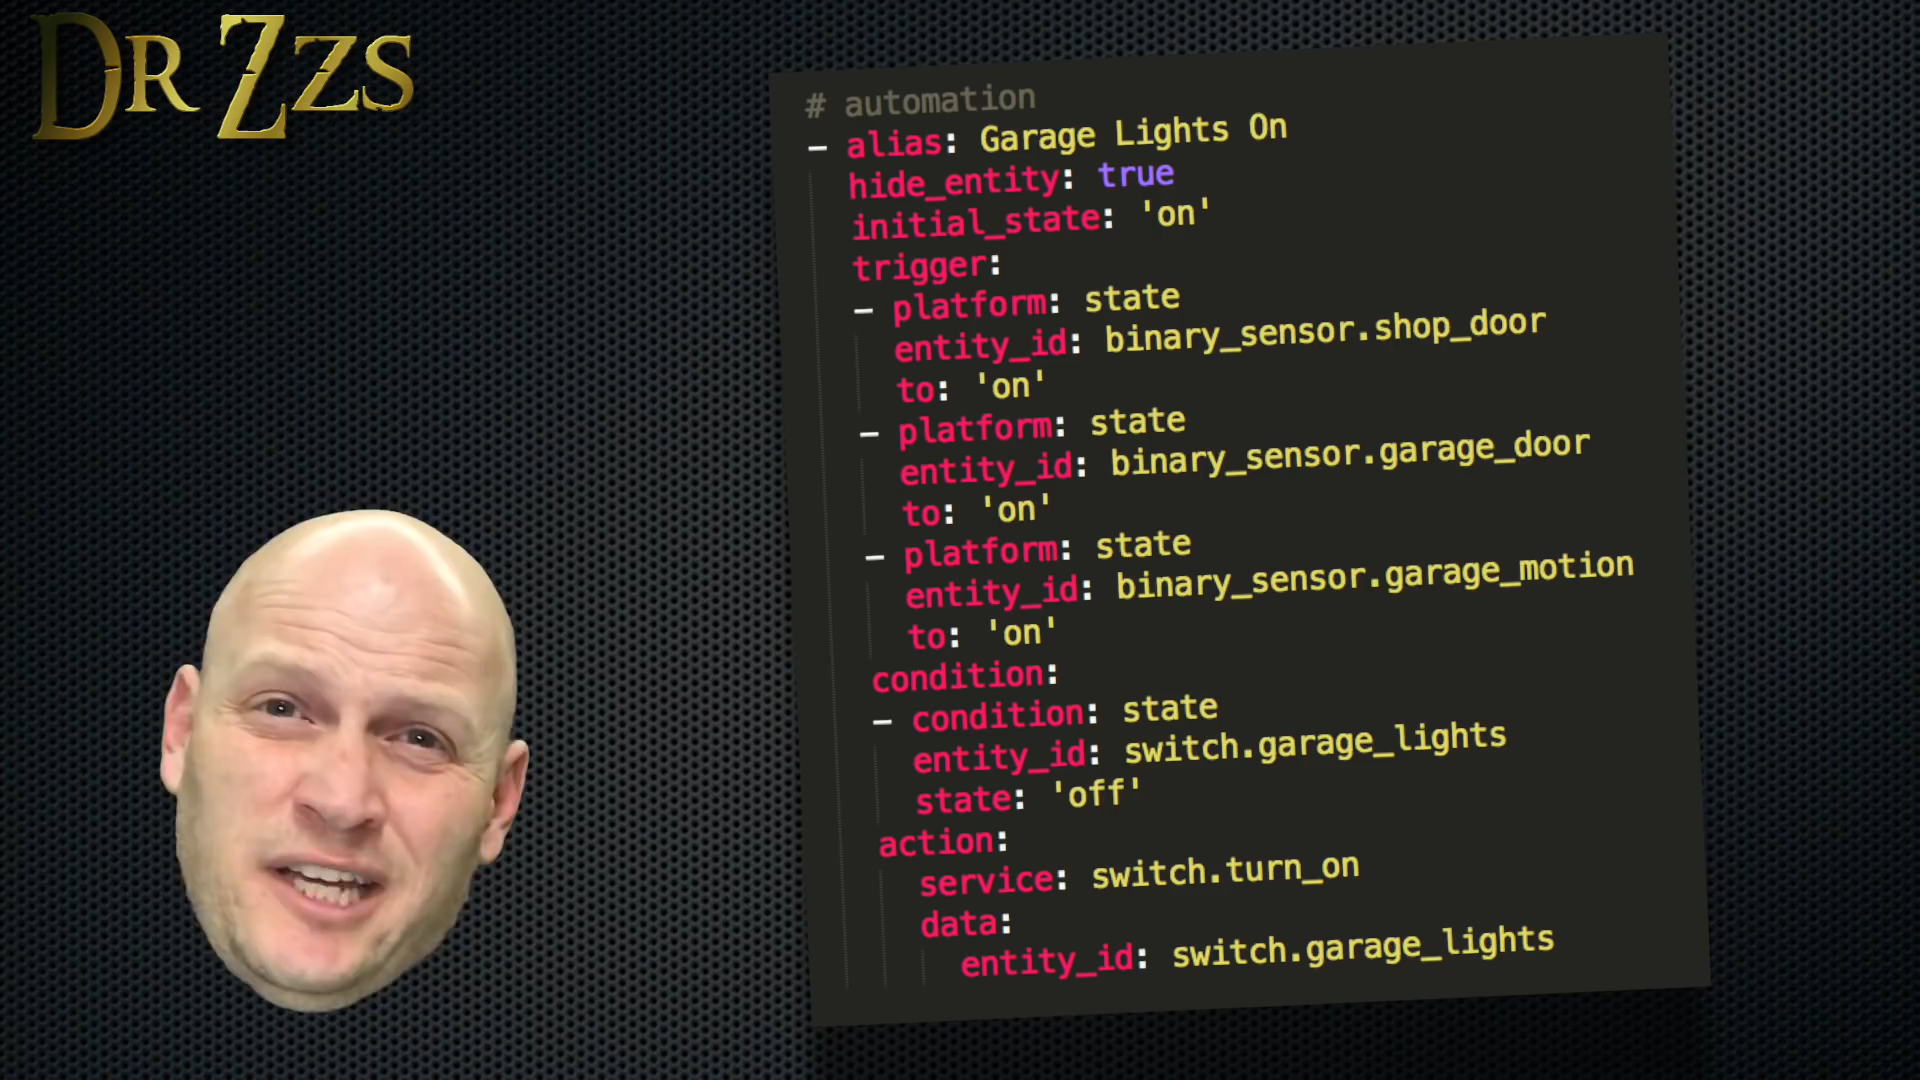 DR ZZS
# automation
- alias: Garage Lights On
hide_entity: true
initial_state: 'on'
trigger:
- platform: state
entity_id: binary_sensor.shop_door
to: 'on'
- platform: state
entity_id: binary_sensor.garage_door
to: 'on'
- platform: state
entity_id: binary_sensor.garage_motion
to: 'on'
condition:
- condition: state
entity_id: switch.garage_lights
state: 'off'
action:
service: switch.turn_on
data:
entity_id: switch.garage_lights